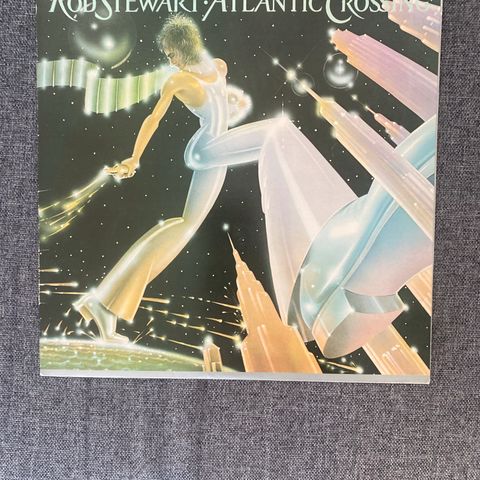 ROD STEWART · ATLANTIC CROSSING